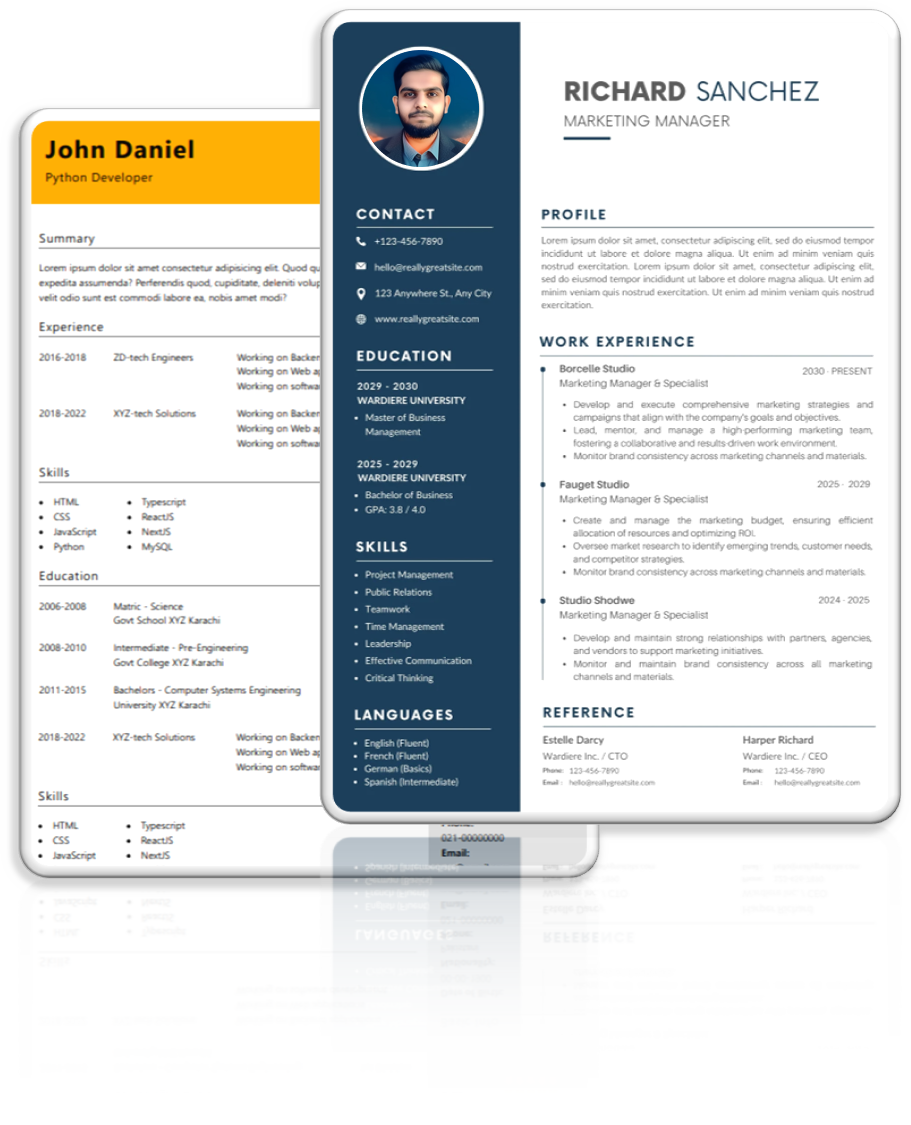 John Daniel
Python Developer
Summary
Lorem ipsum dolor sit amet consectetur adipisicing elit. Quod
expedita assumenda? Perferendis quod, cupiditate, deleniti
velit odio sunt est commodi labore ea, nobis amet modi?
Experience
2016-2018 ZD-tech Engineers Working on
Working on Web
Working on
2018-2022 XYZ-tech Solutions Working on
Working on Web
Working on
Skills
• HTML • Typescript
• CSS • ReactJS
• JavaScript • NextJS
• Python • MySQL
Education
2006-2008 Matric - Science
Govt School XYZ Karachi
2008-2010 Intermediate - Pre-Engineering
Govt College XYZ Karachi
2011-2015 Bachelors - Computer Systems Engineering
University XYZ Karachi
2018-2022 XYZ-tech Solutions Working on
Working on Web
Working on
Skills
• HTML • Typescript
• CSS • ReactJS
• JavaScript • NextJS
021-00000000
Email:
RICHARD SANCHEZ
MARKETING MANAGER
CONTACT
+123-456-7890
hello@reallygreatsite.com
123 Anywhere St., Any City
www.reallygreatsite.com
EDUCATION
2029 - 2030
WARDIERE UNIVERSITY
• Master of Business
Management
2025 - 2029
WARDIERE UNIVERSITY
• Bachelor of Business
• GPA: 3.8 / 4.0
SKILLS
• Project Management
• Public Relations
• Teamwork
• Time Management
• Leadership
• Effective Communication
• Critical Thinking
LANGUAGES
• English (Fluent)
• French (Fluent)
• German (Basics)
• Spanish (Intermediate)
PROFILE
Lorem ipsum dolor sit amet, consectetur adipiscing elit, sed do eiusmod tempor
incididunt ut labore et dolore magna aliqua. Ut enim ad minim veniam quis
nostrud exercitation. Lorem ipsum dolor sit amet, consectetur adipiscing elit,
sed do eiusmod tempor incididunt ut labore et dolore magna aliqua. Ut enim ad
minim veniam quis nostrud exercitation. Ut enim ad minim veniam quis nostrud
exercitation.
WORK EXPERIENCE
Borcelle Studio 2030 - PRESENT
Marketing Manager & Specialist
• Develop and execute comprehensive marketing strategies and
campaigns that align with the company's goals and objectives.
• Lead, mentor, and manage a high-performing marketing team,
fostering a collaborative and results-driven work environment.
• Monitor brand consistency across marketing channels and materials.
Fauget Studio 2025 - 2029
Marketing Manager & Specialist
• Create and manage the marketing budget, ensuring efficient
allocation of resources and optimizing ROI.
• Oversee market research to identify emerging trends, customer needs,
and competitor strategies.
• Monitor brand consistency across marketing channels and materials.
Studio Shodwe 2024 - 2025
Marketing Manager & Specialist
• Develop and maintain strong relationships with partners, agencies,
and vendors to support marketing initiatives.
• Monitor and maintain brand consistency across all marketing
channels and materials.
REFERENCE
Estelle Darcy Harper Richard
Wardiere Inc. / CTO Wardiere Inc. / CEO
Phone: 123-456-7890 Phone: 123-456-7890
Email : hello@reallygreatsite.com Email : hello@reallygreatsite.com